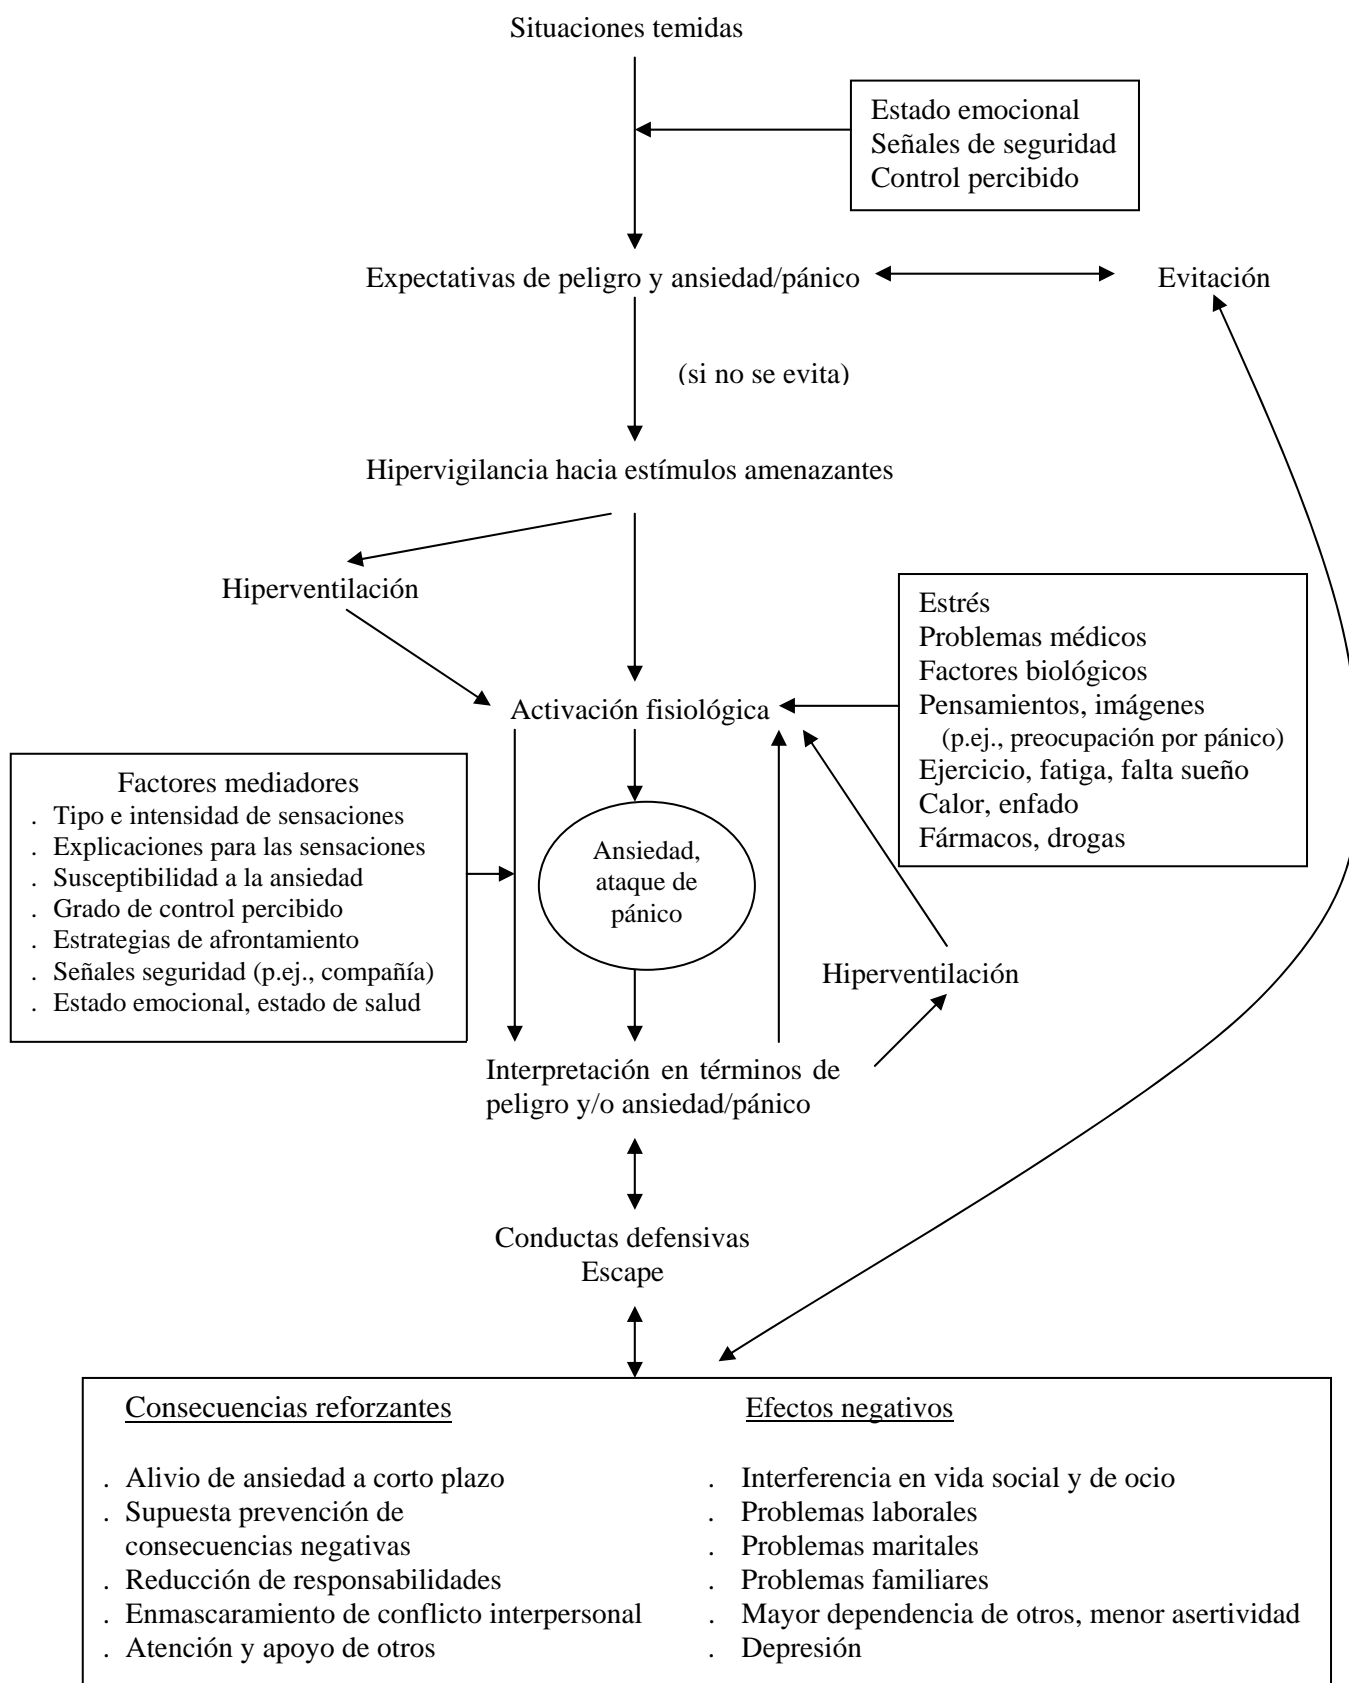 Situaciones temidas
Estado emocional
Señales de seguridad
Control percibido
Expectativas de peligro y ansiedad/pánico
Evitación
(si no se evita)
Hipervigilancia hacia estímulos amenazantes
Hiperventilación
Estrés
Problemas médicos
Factores biológicos
Pensamientos, imágenes
(p.ej., preocupación por pánico)
Ejercicio, fatiga, falta sueño
Calor, enfado
Fármacos, drogas
Activación fisiológica
Factores mediadores
. Tipo e intensidad de sensaciones
. Explicaciones para las sensaciones
. Susceptibilidad a la ansiedad
. Grado de control percibido
. Estrategias de afrontamiento
. Señales seguridad (p.ej., compañía)
. Estado emocional, estado de salud
Ansiedad,
ataque de
pánico
Hiperventilación
Interpretación en términos de
peligro y/o ansiedad/pánico
Conductas defensivas
Escape
Consecuencias reforzantes
. Alivio de ansiedad a corto plazo
. Supuesta prevención de
consecuencias negativas
. Reducción de responsabilidades
. Enmascaramiento de conflicto interpersonal
. Atención y apoyo de otros
Efectos negativos
. Interferencia en vida social y de ocio
. Problemas laborales
. Problemas maritales
. Problemas familiares
. Mayor dependencia de otros, menor asertividad
. Depresión